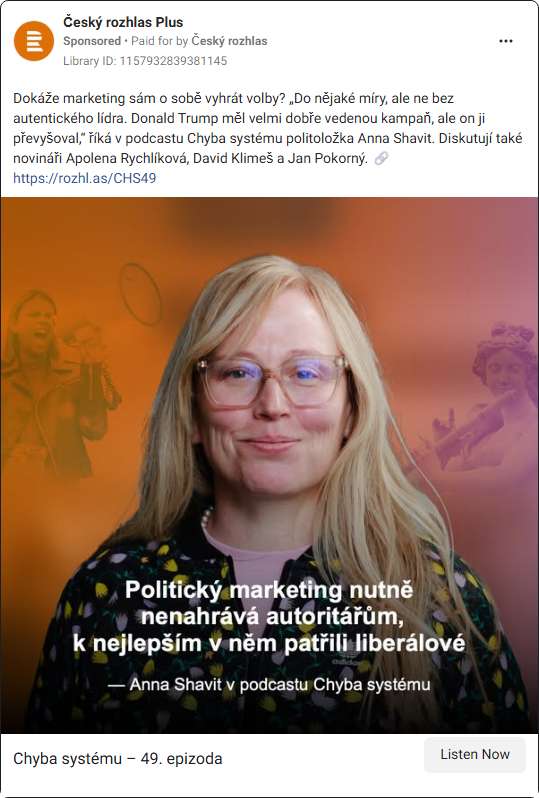 Český rozhlas Plus
Sponsored • Paid for by Český rozhlas
Library ID: 1157932839381145
Dokáže marketing sám o sobě vyhrát volby? „Do nějaké míry, ale ne bez
autentického lídra. Donald Trump měl velmi dobře vedenou kampaň, ale on ji
převyšoval,“ říká v podcastu Chyba systému politoložka Anna Shavit. Diskutují také
novináři Apolena Rychlíková, David Klimeš a Jan Pokorný. 🔗
https://rozhl.as/CHS49
Politický marketing nutně
nenahrává autoritářům,
k nejlepším v něm patřili liberálové
— Anna Shavit v podcastu Chyba systému
Chyba systému – 49. epizoda
Listen Now